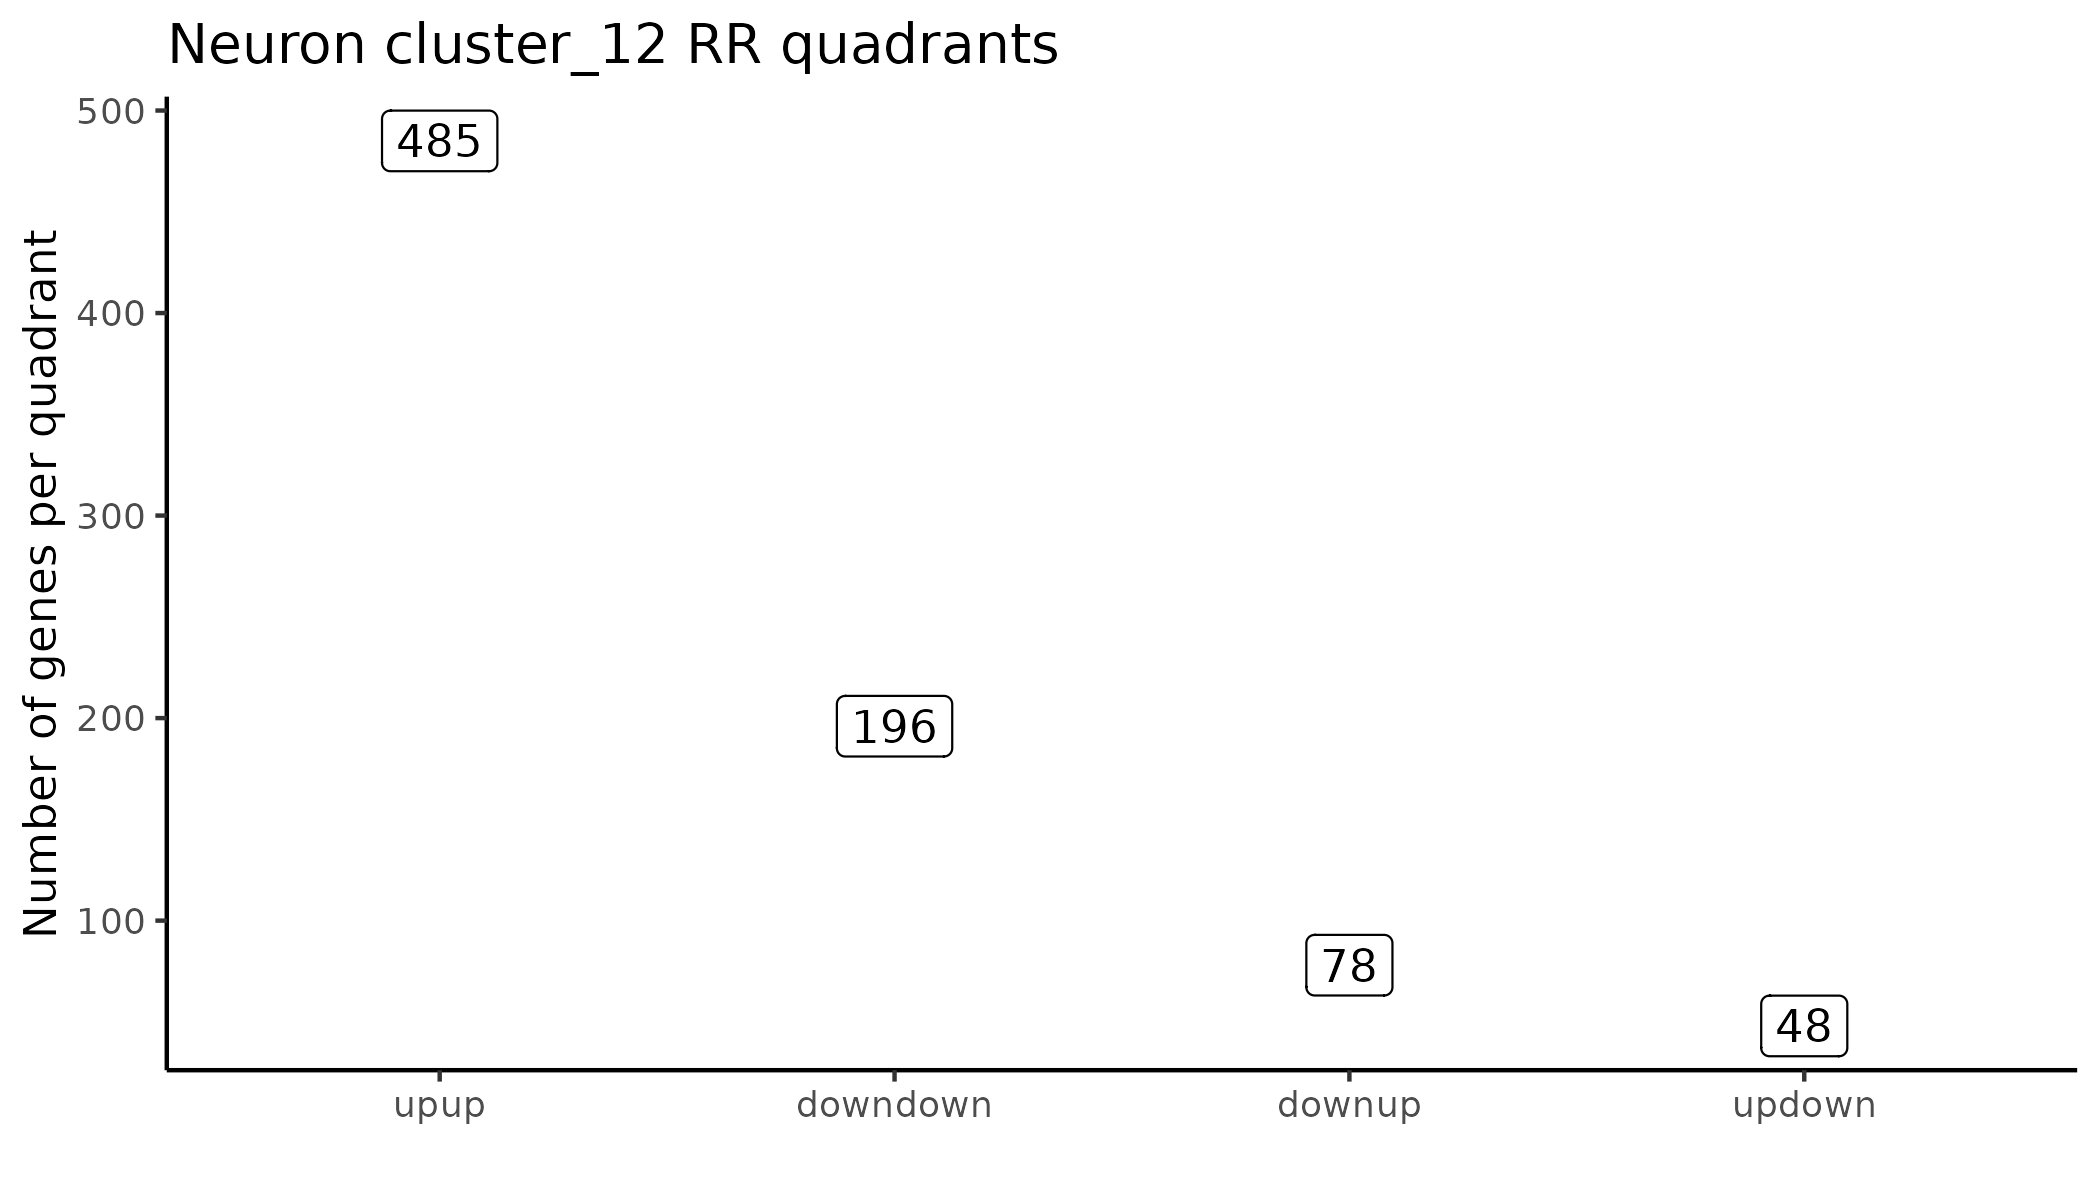 Neuron cluster_12 RR quadrants
Number of genes per quadrant
500
400
300
200
100
485
196
78
48
upup
downdown
downup
updown